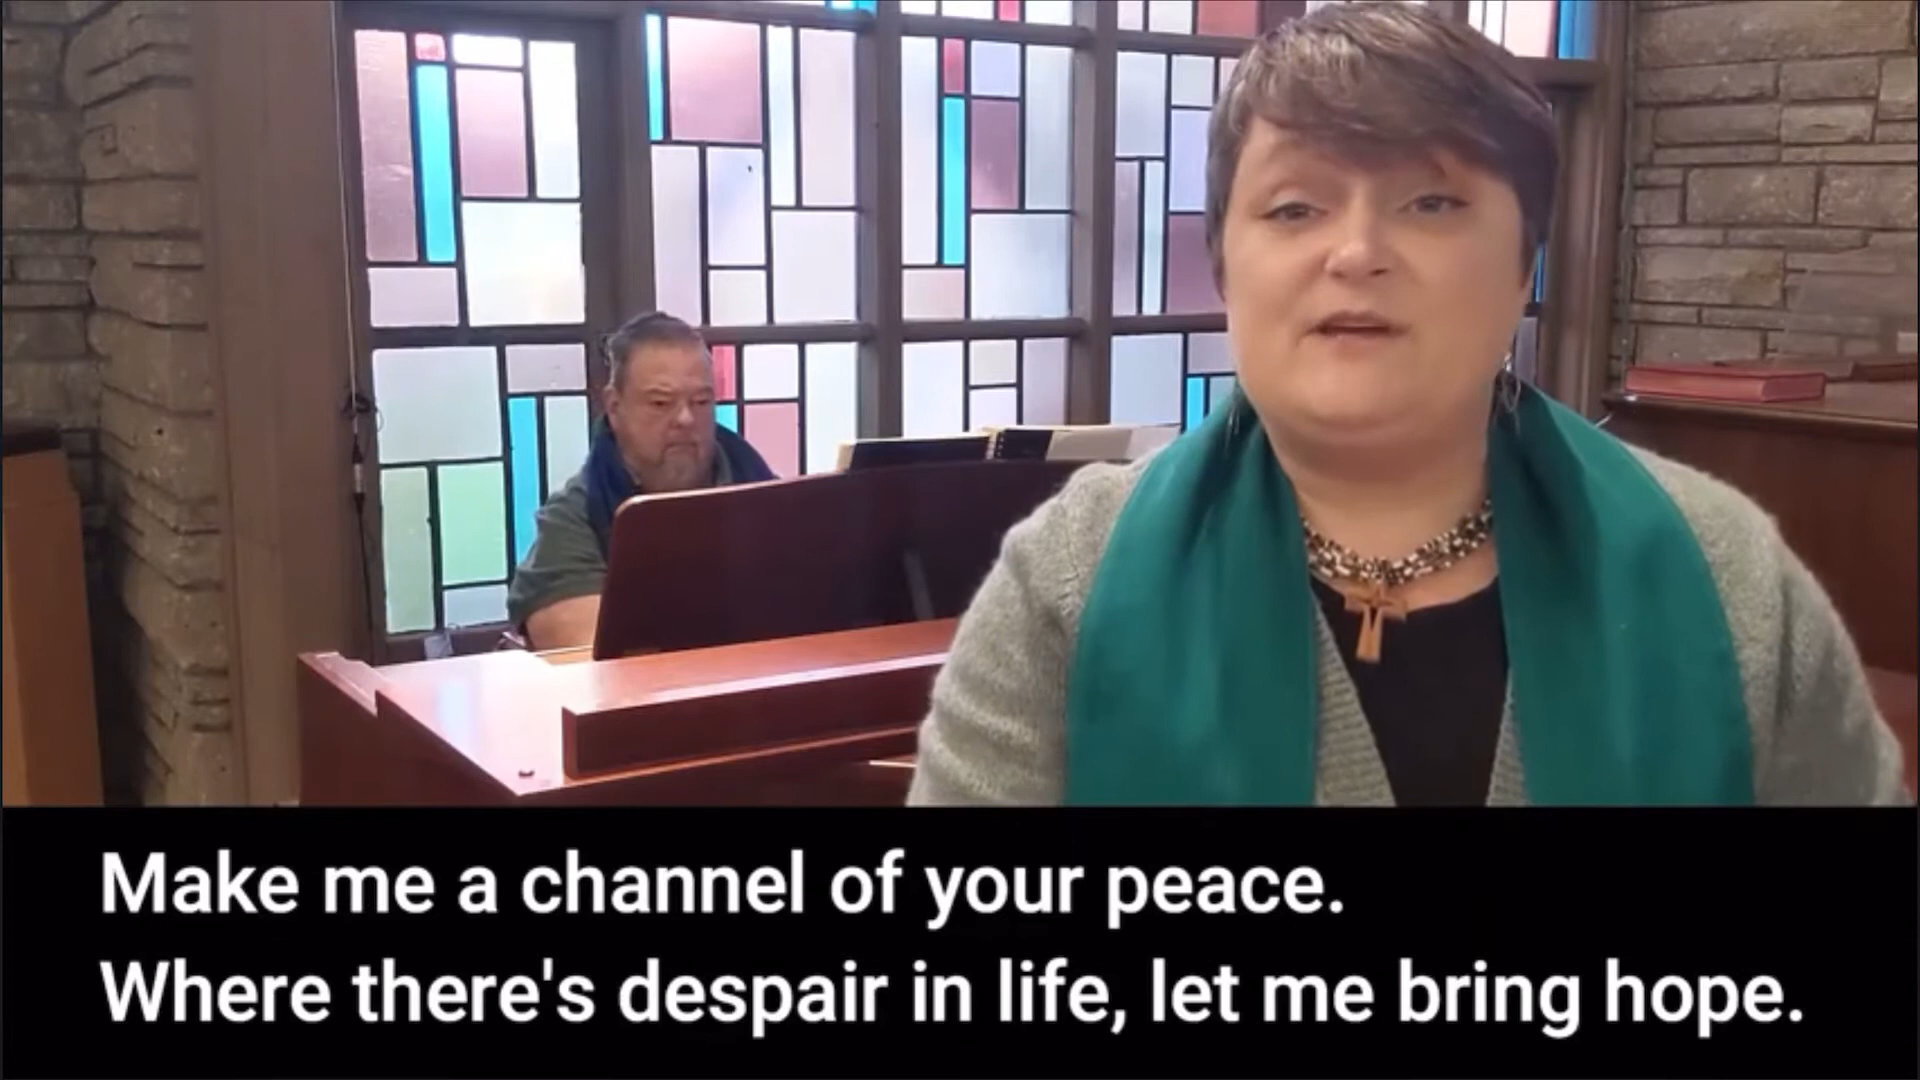 Make me a channel of your peace.
Where there's despair in life, let me bring hope.